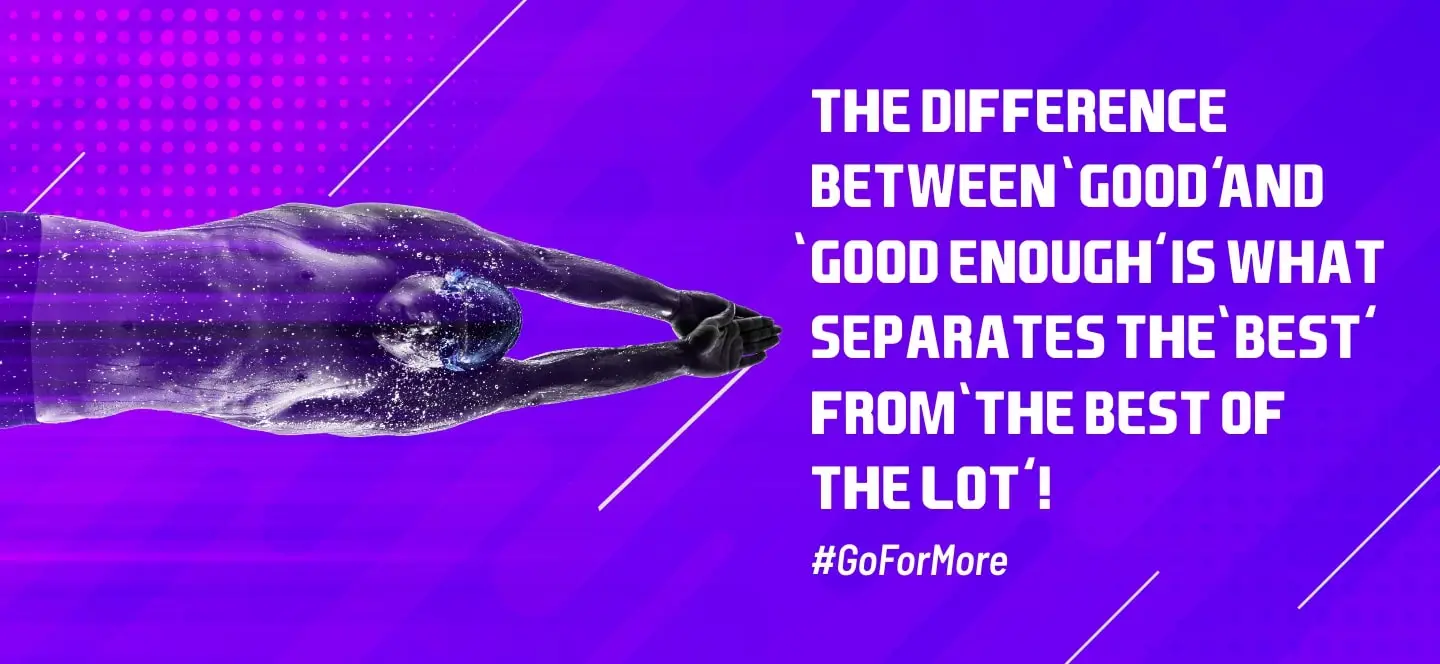 THE DIFFERENCE
BETWEEN ‵GOOD‘AND
‵GOOD ENOUGH‘IS WHAT
SEPARATES THE‵BEST‘
FROM‵THE BEST OF
THE LOT‘!
#GoForMore